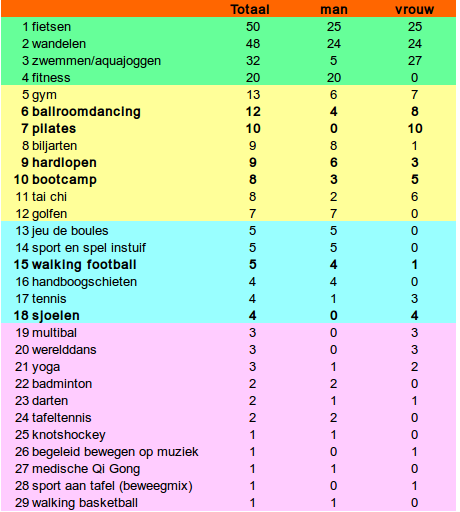 Totaal man vrouw
1 fietsen 50 25 25
2 wandelen 48 24 24
3 zwemmen/aquajoggen 32 5 27
4 fitness 20 20 0
5 gym 13 6 7
6 ballroomdancing 12 4 8
7 pilates 10 0 10
8 biljarten 9 8 1
9 hardlopen 9 6 3
10 bootcamp 8 3 5
11 tai chi 8 2 6
12 golfen 7 7 0
13 jeu de boules 5 5 0
14 sport en spel instuif 5 5 0
15 walking football 5 4 1
16 handboogschieten 4 4 0
17 tennis 4 1 3
18 sjoelen 4 0 4
19 multibal 3 0 3
20 werelddans 3 0 3
21 yoga 3 1 2
22 badminton 2 2 0
23 darten 2 1 1
24 tafeltennis 2 2 0
25 knotshockey 1 1 0
26 begeleid bewegen op muziek 1 0 1
27 medische Qi Gong 1 1 0
28 sport aan tafel (beweegmix) 1 0 1
29 walking basketball 1 1 0